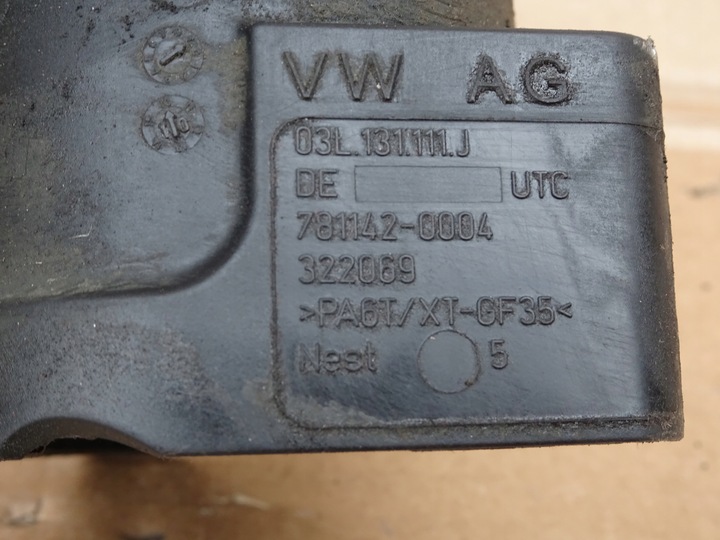 VW AG
03L.131.111.J
DE UTC
781142-0004
322069
>PA6T/XT-GF35<
Nest 5